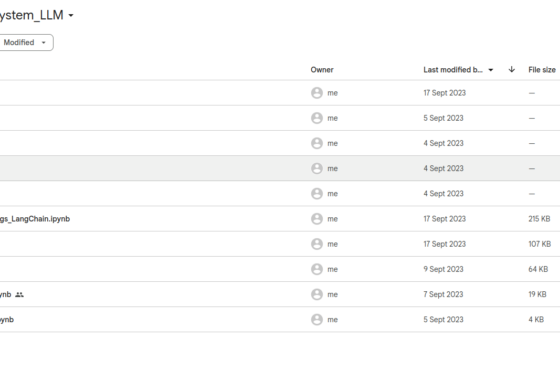 ystem_LLM
Modified
Owner Last modified b... File size
me 17 Sept 2023 —
me 5 Sept 2023 —
me 4 Sept 2023 —
me 4 Sept 2023 —
me 4 Sept 2023 —
gs_LangChain.ipynb me 17 Sept 2023 215 KB
me 17 Sept 2023 107 KB
me 9 Sept 2023 64 KB
ynb me 7 Sept 2023 19 KB
ynb me 5 Sept 2023 4 KB